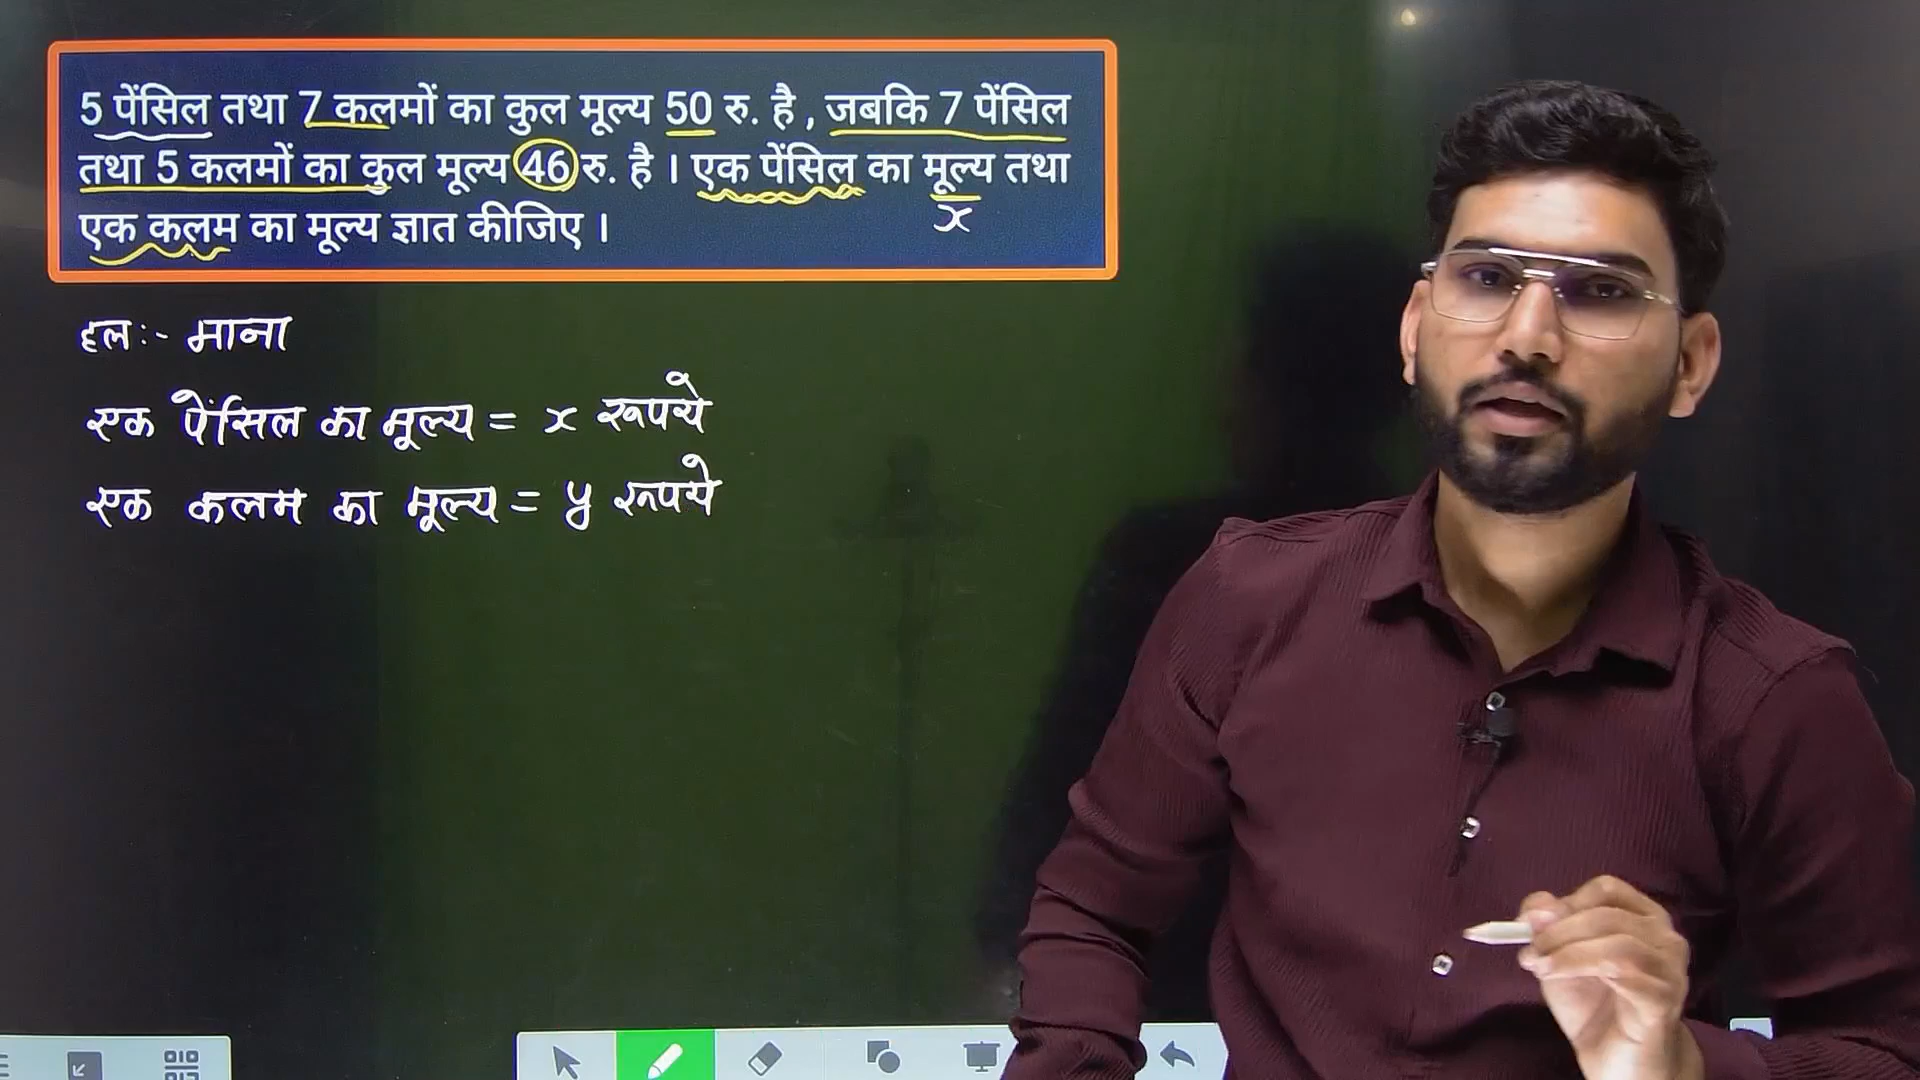 5 पेंसिल तथा 7 कलमों का कुल मूल्य 50 रु. है , जबकि 7 पेंसिल
तथा 5 कलमों का कुल मूल्य 46 रु. है । एक पेंसिल का मूल्य तथा
एक कलम का मूल्य ज्ञात कीजिए ।
x
हल :- माना
एक पेंसिल का मूल्य = x रूपये
एक कलम का मूल्य = y रूपये